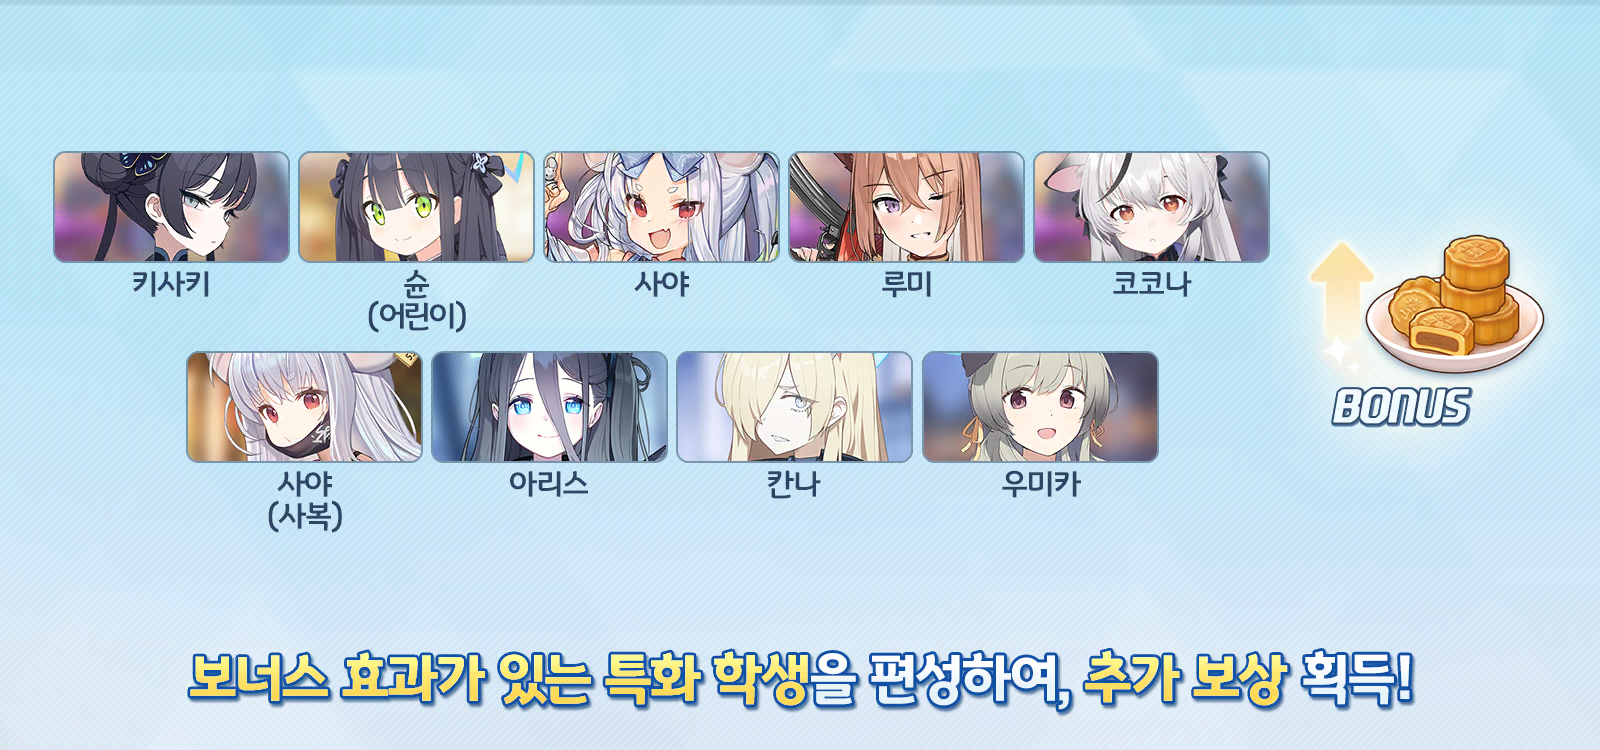 키사키
슌
(어린이)
사야
루미
코코나
사야
(사복)
아리스
칸나
우미카
BONUS
보너스 효과가 있는 특화 학생을 편성하여, 추가 보상 획득!